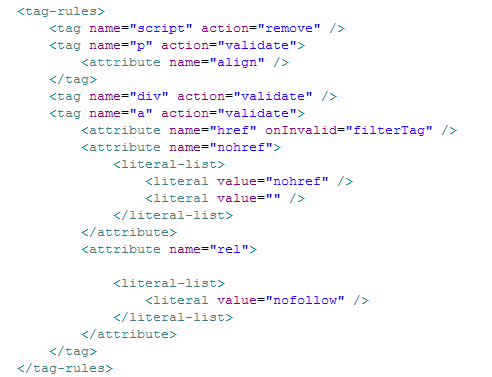 <tag-rules>
    <tag name="script" action="remove" />
    <tag name="p" action="validate">
        <attribute name="align" />
    </tag>
    <tag name="div" action="validate" />
    <tag name="a" action="validate">
        <attribute name="href" onInvalid="filterTag" />
        <attribute name="nohref">
            <literal-list>
                <literal value="nohref" />
                <literal value="" />
            </literal-list>
        </attribute>
        <attribute name="rel">

            <literal-list>
                <literal value="nofollow" />
            </literal-list>
        </attribute>
    </tag>
</tag-rules>